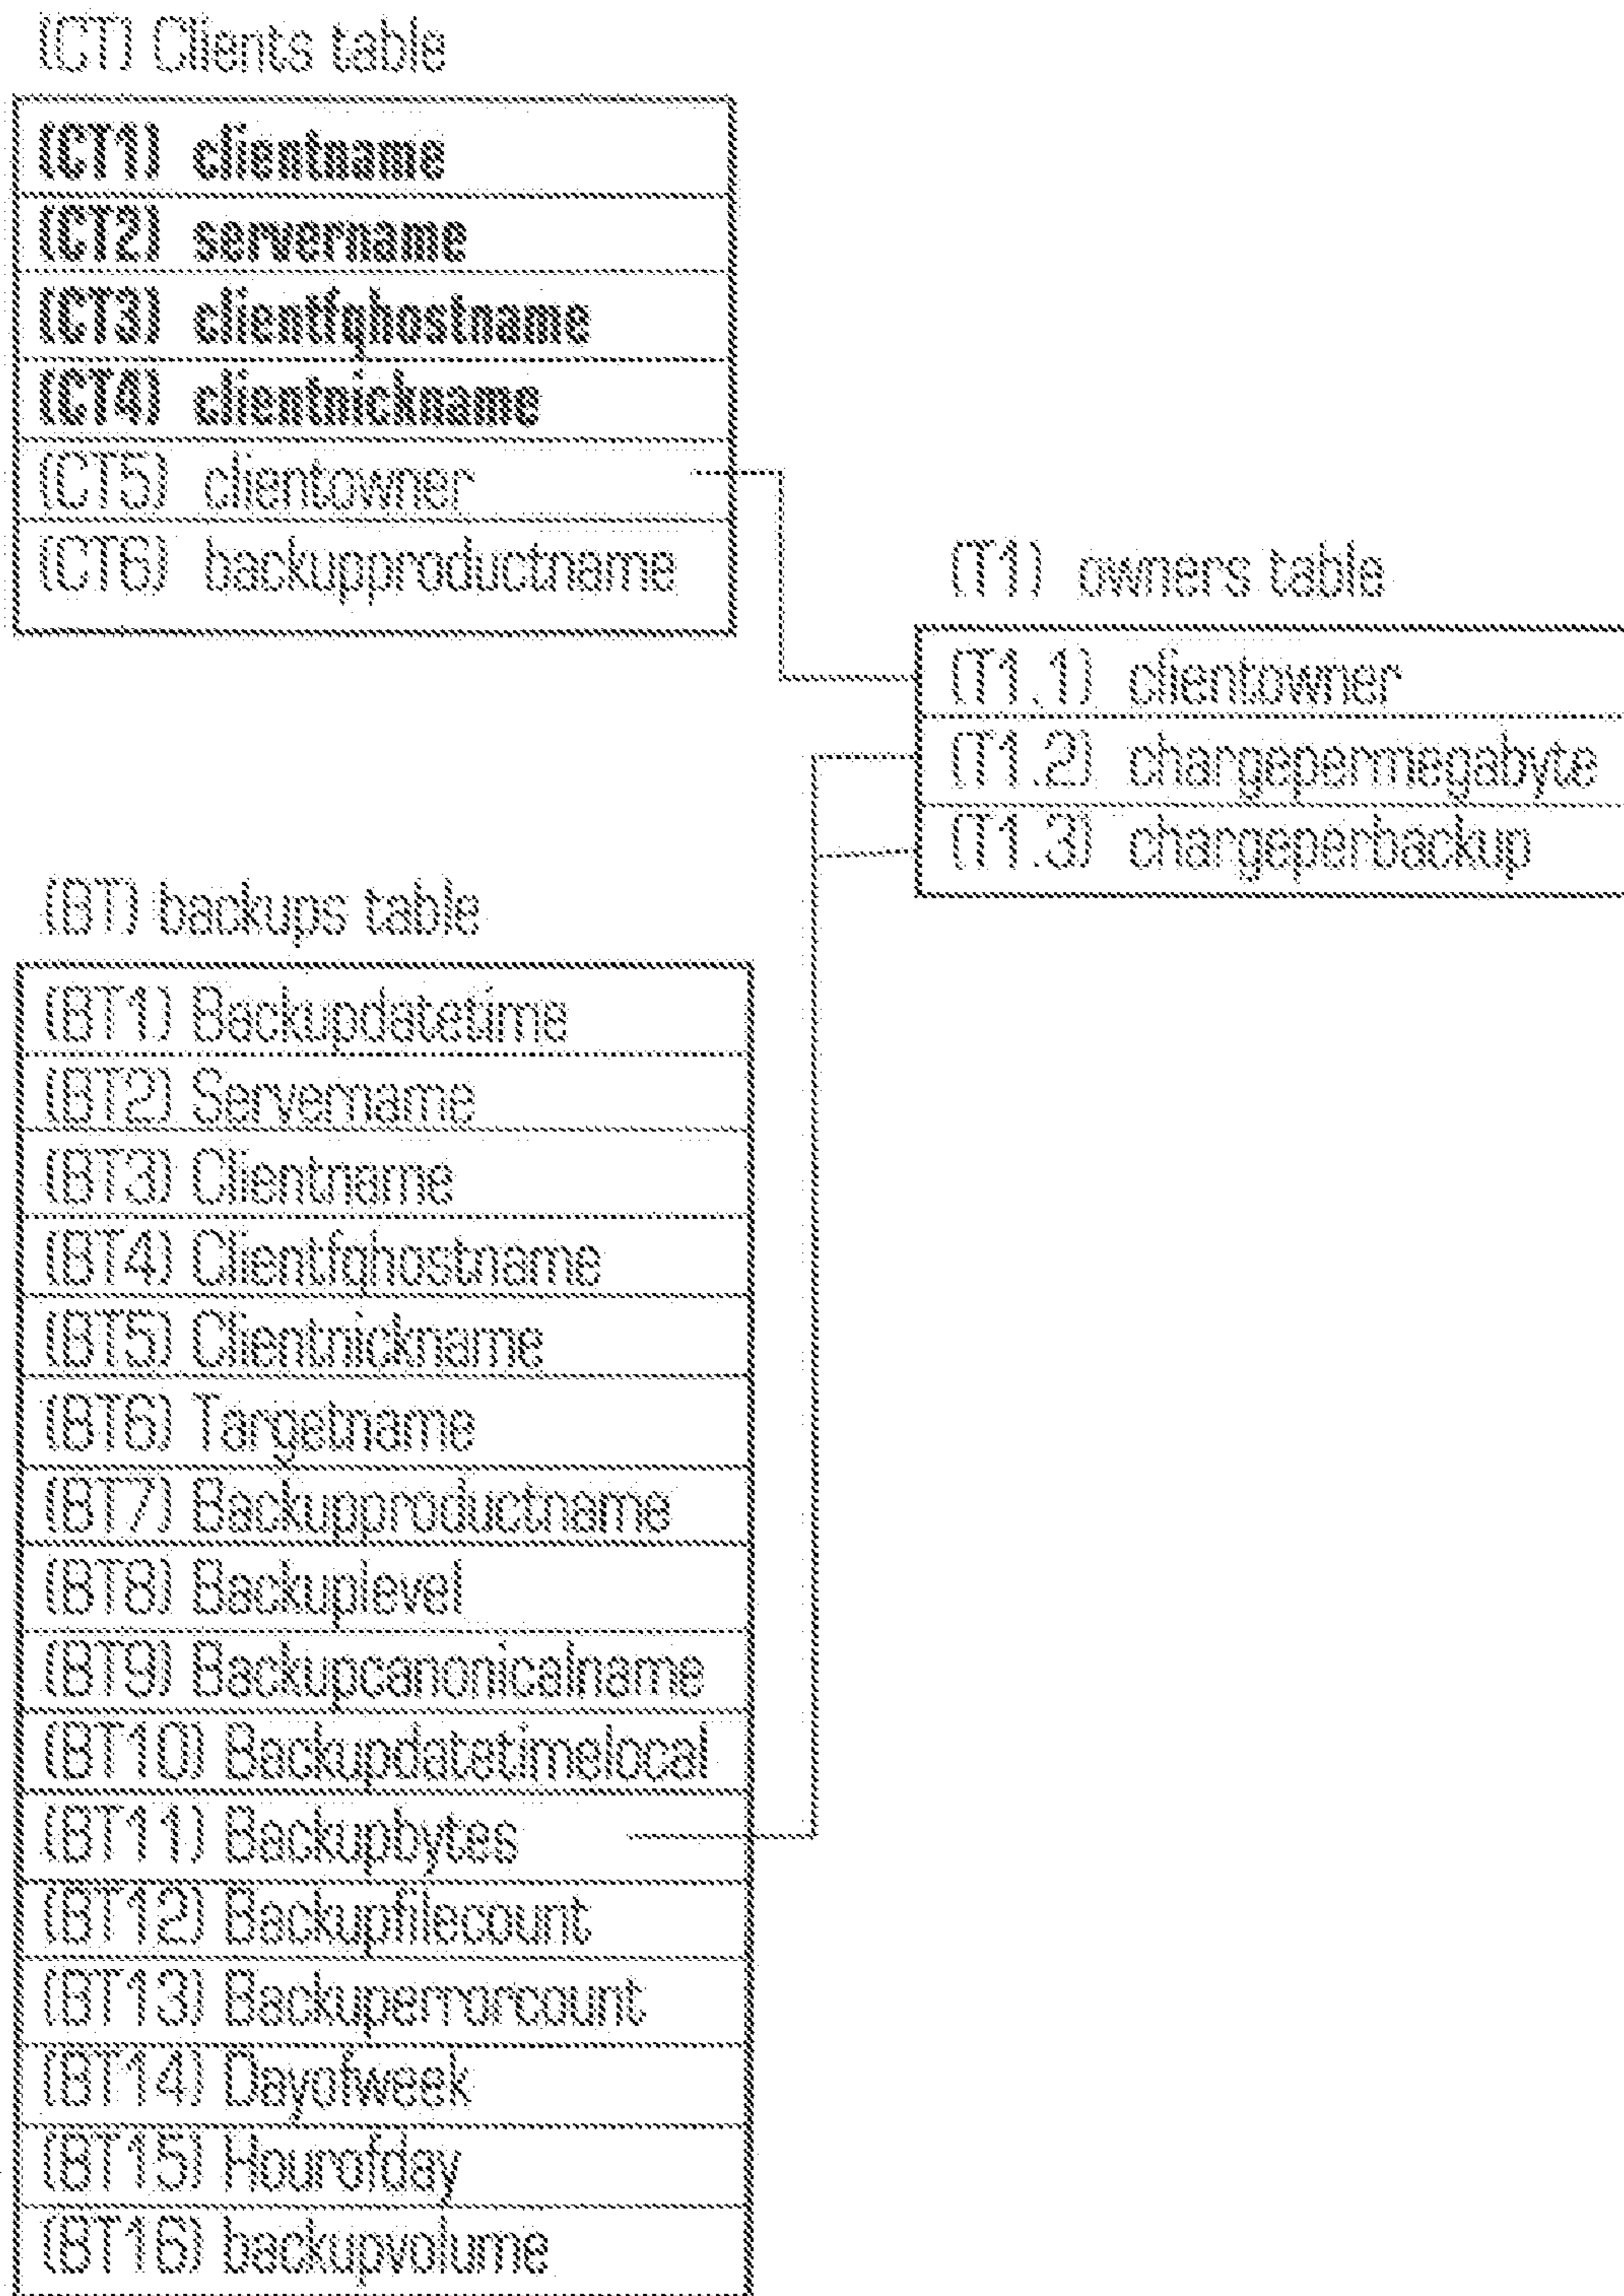 (CT) Clients table
(CT1) clientname
(CT2) servername
(CT3) clientfqhostname
(CT4) clientnickname
(CT5) clientowner
(CT6) backupproductname
(T1) owners table
(T1.1) clientowner
(T1.2) chargepermegabyte
(T1.3) chargeperbackup
(BT) backups table
(BT1) Backupdatetime
(BT2) Servername
(BT3) Clientname
(BT4) Clientfqhostname
(BT5) Clientnickname
(BT6) Targetname
(BT7) Backupproductname
(BT8) Backuplevel
(BT9) Backupcanonicalname
(BT10) Backupdatetimelocal
(BT11) Backupbytes
(BT12) Backupfilecount
(BT13) Backuperrorcount
(BT14) Dayofweek
(BT15) Hourofday
(BT16) backupvolume